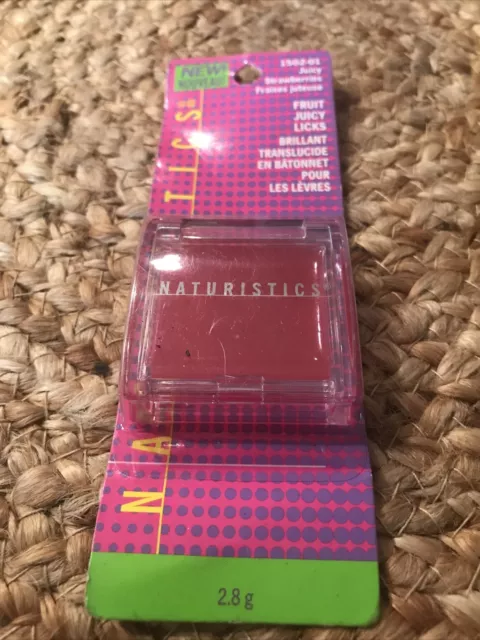 NEW!
NOUVEAU!
1502-01
Juicy
Strawberries
Fraises juteuse
FRUIT
JUICY
LICKS
BRILLANT
TRANSLUCIDE
EN BÂTONNET
POUR
LES LÈVRES
NATURISTICS
NA TICS®
2.8 g